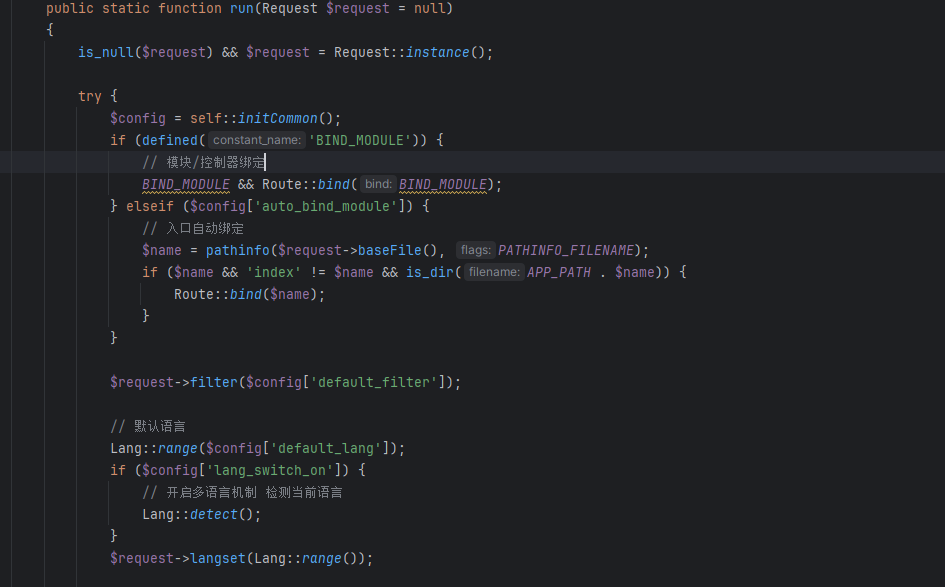 public static function run(Request $request = null)
{
is_null($request) && $request = Request::instance();
try {
$config = self::initCommon();
if (defined( constant_name: 'BIND_MODULE')) {
// 模块/控制器绑定
BIND_MODULE && Route::bind( bind: BIND_MODULE);
} elseif ($config['auto_bind_module']) {
// 入口自动绑定
$name = pathinfo($request->baseFile(), flags: PATHINFO_FILENAME);
if ($name && 'index' != $name && is_dir( filename: APP_PATH . $name)) {
Route::bind($name);
}
}
$request->filter($config['default_filter']);
// 默认语言
Lang::range($config['default_lang']);
if ($config['lang_switch_on']) {
// 开启多语言机制 检测当前语言
Lang::detect();
}
$request->langset(Lang::range());